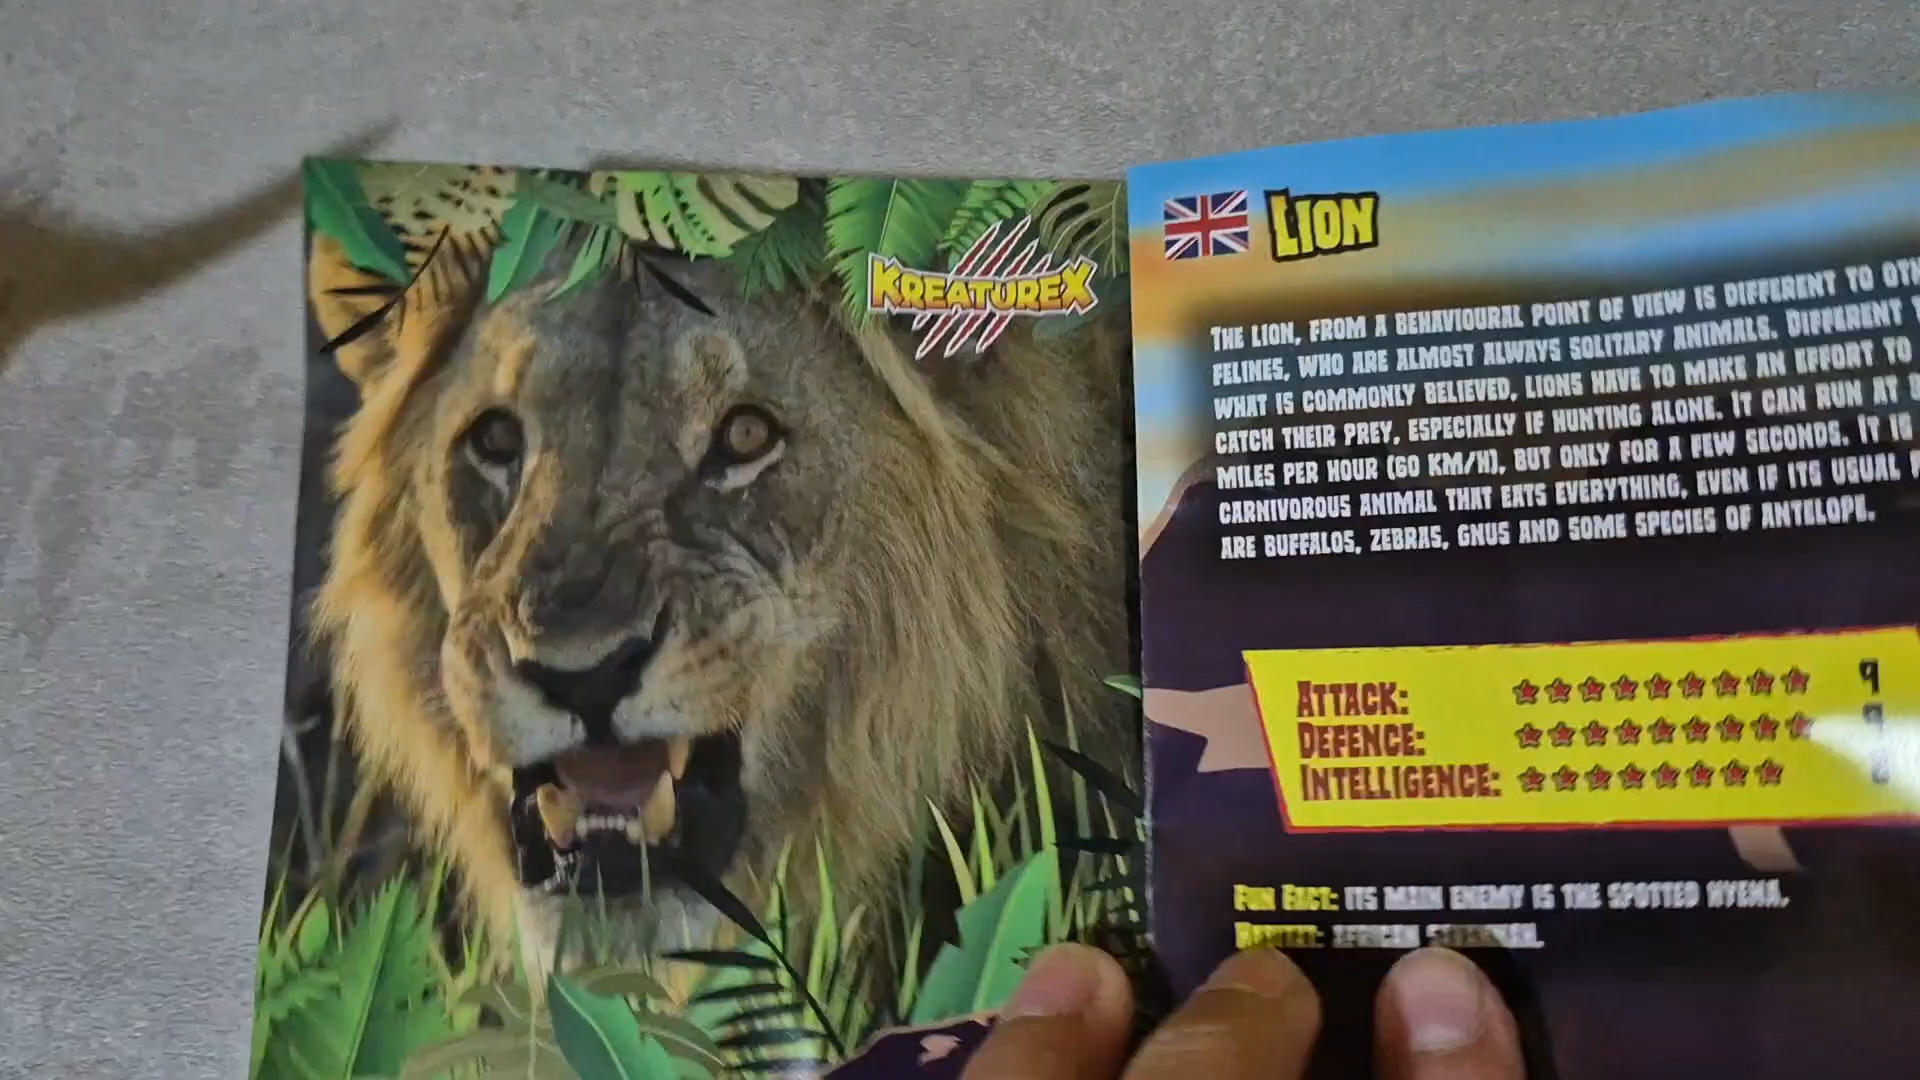 KREATUREX
LION
THE LION, FROM A BEHAVIOURAL POINT OF VIEW IS DIFFERENT TO
FELINES, WHO ARE ALMOST ALWAYS SOLITARY ANIMALS. DIFFERENT
WHAT IS COMMONLY BELIEVED, LIONS HAVE TO MAKE AN EFFORT TO
CATCH THEIR PREY, ESPECIALLY IF HUNTING ALONE. IT CAN RUN AT
MILES PER HOUR (60 KM/H), BUT ONLY FOR A FEW SECONDS. IT IS
CARNIVOROUS ANIMAL THAT EATS EVERYTHING, EVEN IF ITS USUAL
ARE BUFFALOS, ZEBRAS, GNUS AND SOME SPECIES OF ANTELOPE.
ATTACK: 9
DEFENCE: 9
INTELLIGENCE:
FUN FACT: ITS MAIN ENEMY IS THE SPOTTED HYENA.